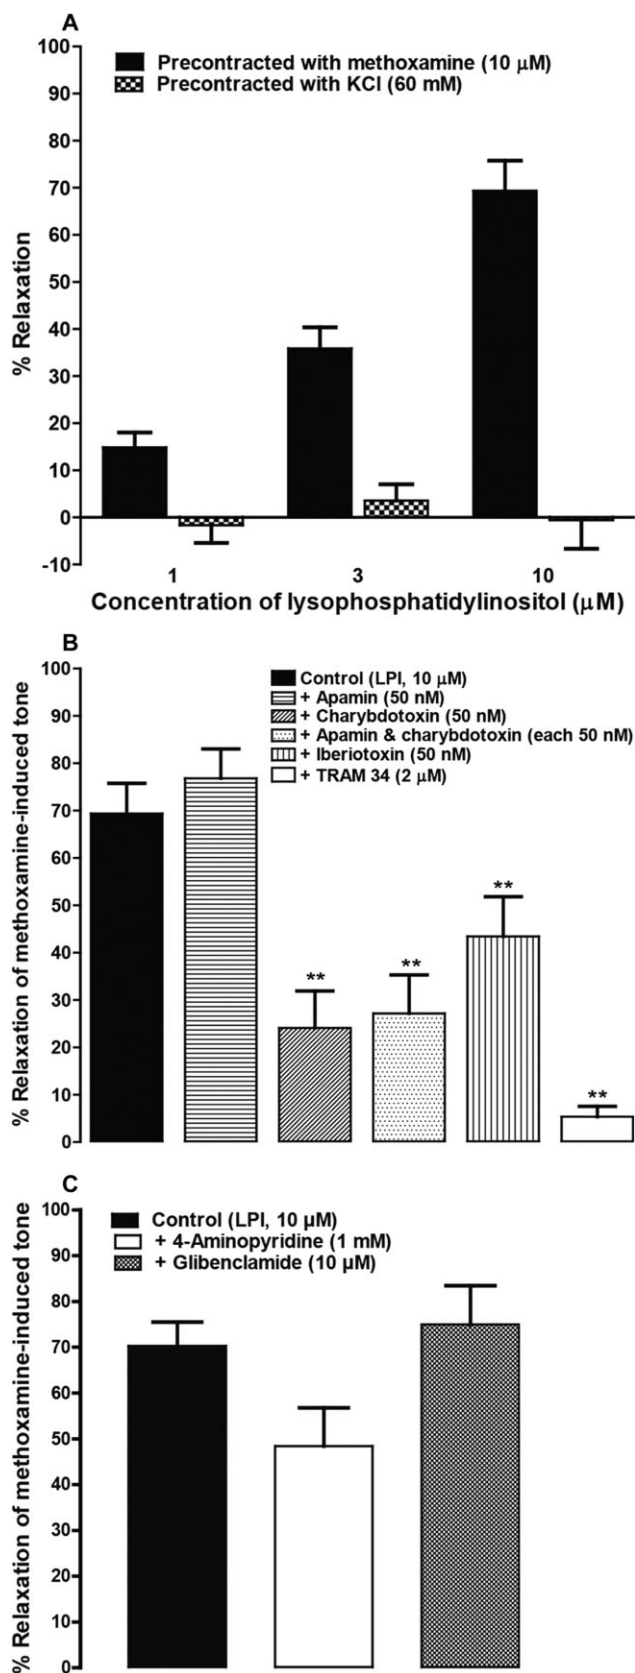 A
Precontracted with methoxamine (10 µM)
Precontracted with KCl (60 mM)
100
90
80
70
60
50
40
30
20
10
0
-10
% Relaxation
1 3 10
Concentration of lysophosphatidylinositol (µM)
B
Control (LPI, 10 µM)
+ Apamin (50 nM)
+ Charybdotoxin (50 nM)
+ Apamin & charybdotoxin (each 50 nM)
+ Iberiotoxin (50 nM)
+ TRAM 34 (2 µM)
100
90
80
70
60
50
40
30
20
10
0
% Relaxation of methoxamine-induced tone
**
**
**
**
C
Control (LPI, 10 µM)
+ 4-Aminopyridine (1 mM)
+ Glibenclamide (10 µM)
100
90
80
70
60
50
40
30
20
10
0
% Relaxation of methoxamine-induced tone